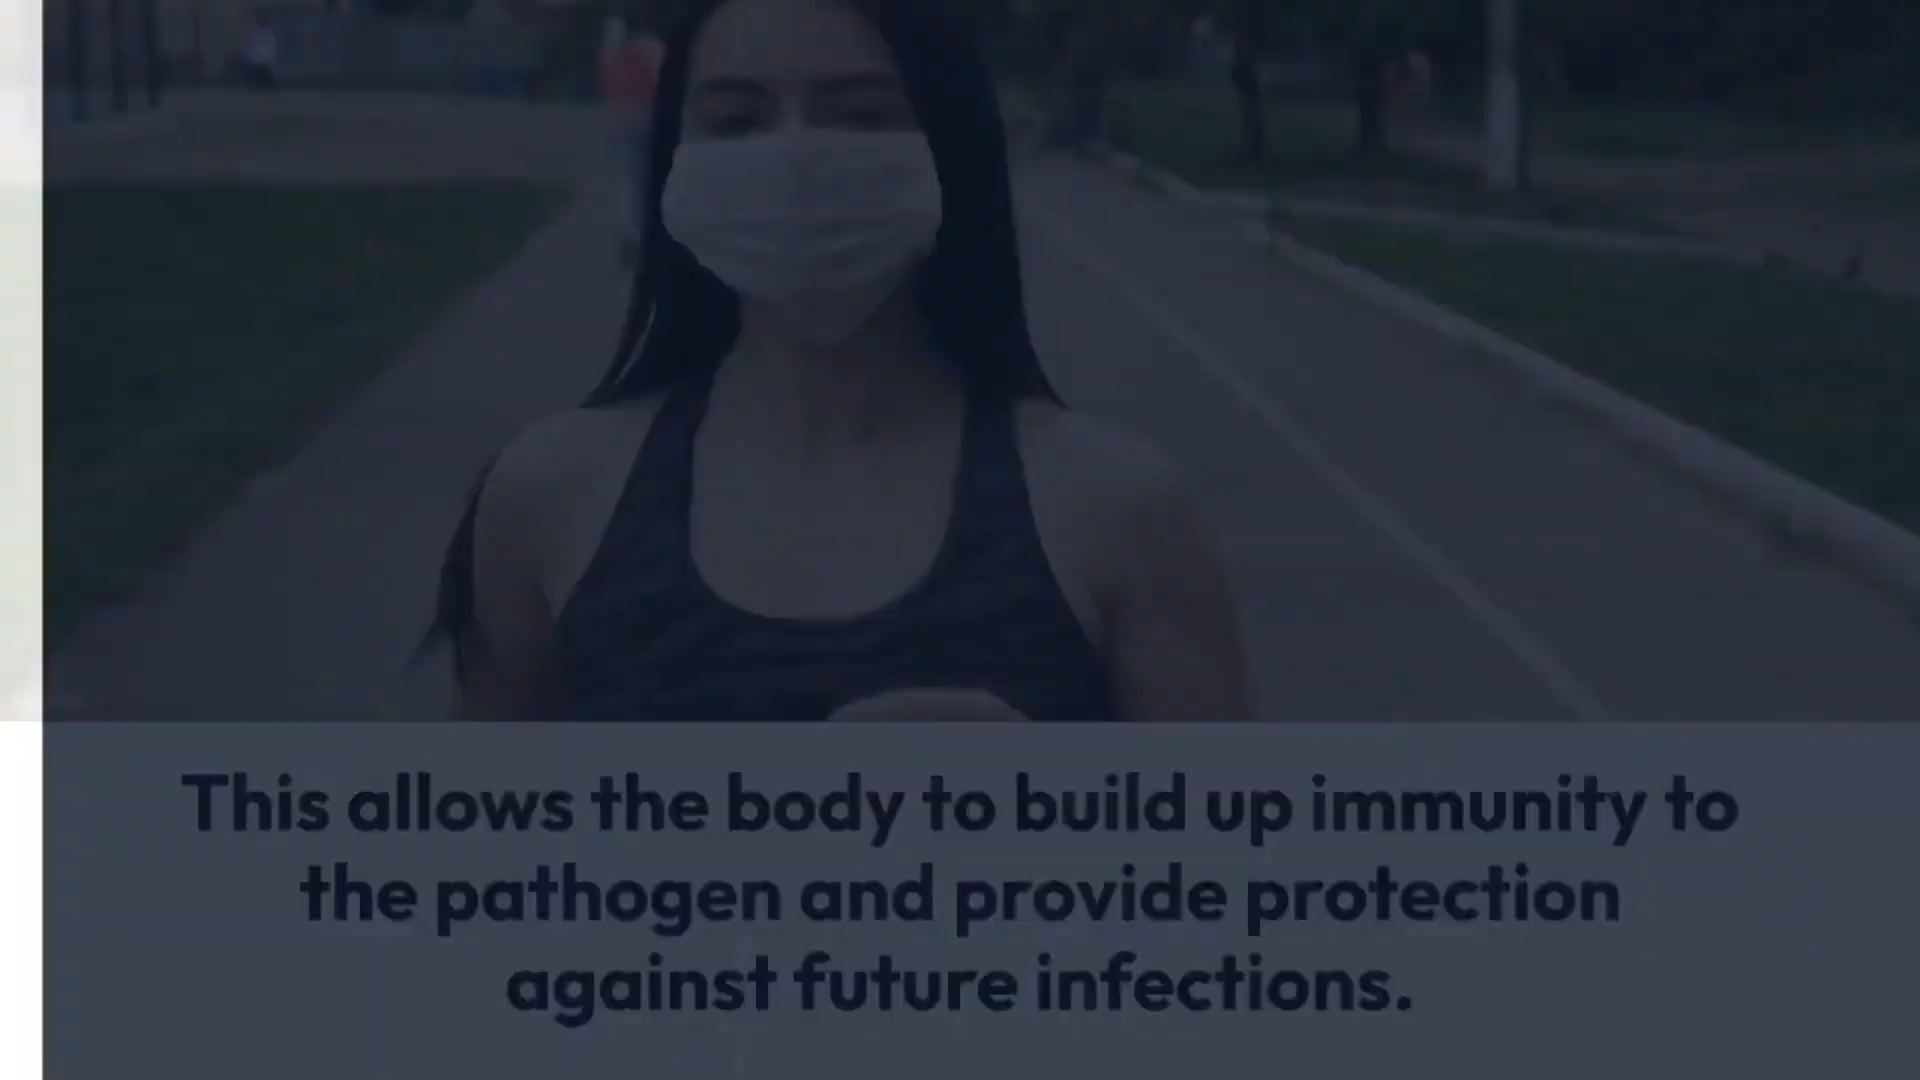 This allows the body to build up immunity to
the pathogen and provide protection
against future infections.